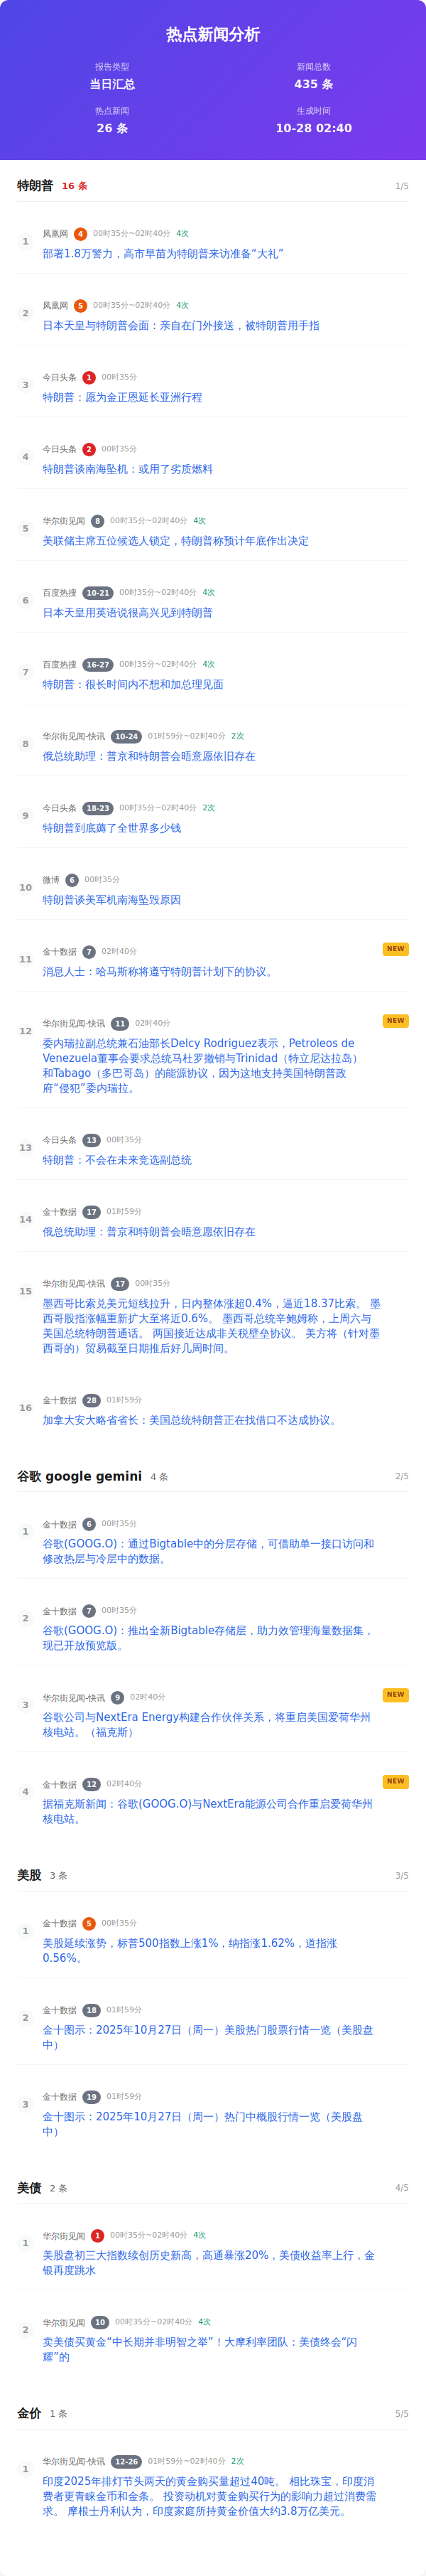 热点新闻分析
报告类型
新闻总数
当日汇总
435 条
热点新闻
生成时间
26 条
10-28 02:40
特朗普 16 条 1/5
1
凤凰网 4 00时35分~02时40分 4次
部署1.8万警力，高市早苗为特朗普来访准备“大礼”
2
凤凰网 5 00时35分~02时40分 4次
日本天皇与特朗普会面：亲自在门外接送，被特朗普用手指
3
今日头条 1 00时35分
特朗普：愿为金正恩延长亚洲行程
4
今日头条 2 00时35分
特朗普谈南海坠机：或用了劣质燃料
5
华尔街见闻 8 00时35分~02时40分 4次
美联储主席五位候选人锁定，特朗普称预计年底作出决定
6
百度热搜 10-21 00时35分~02时40分 4次
日本天皇用英语说很高兴见到特朗普
7
百度热搜 16-27 00时35分~02时40分 4次
特朗普：很长时间内不想和加总理见面
8
华尔街见闻-快讯 10-24 01时59分~02时40分 2次
俄总统助理：普京和特朗普会晤意愿依旧存在
9
今日头条 18-23 00时35分~02时40分 2次
特朗普到底薅了全世界多少钱
10
微博 6 00时35分
特朗普谈美军机南海坠毁原因
11
金十数据 7 02时40分 NEW
消息人士：哈马斯称将遵守特朗普计划下的协议。
12
华尔街见闻-快讯 11 02时40分 NEW
委内瑞拉副总统兼石油部长Delcy Rodriguez表示，Petroleos de
Venezuela董事会要求总统马杜罗撤销与Trinidad（特立尼达拉岛）
和Tabago（多巴哥岛）的能源协议，因为这地支持美国特朗普政
府“侵犯”委内瑞拉。
13
今日头条 13 00时35分
特朗普：不会在未来竞选副总统
14
金十数据 17 01时59分
俄总统助理：普京和特朗普会晤意愿依旧存在
15
华尔街见闻-快讯 17 00时35分
墨西哥比索兑美元短线拉升，日内整体涨超0.4%，逼近18.37比索。 墨
西哥股指涨幅重新扩大至将近0.6%。 墨西哥总统辛鲍姆称，上周六与
美国总统特朗普通话。 两国接近达成非关税壁垒协议。 美方将（针对墨
西哥的）贸易截至日期推后好几周时间。
16
金十数据 28 01时59分
加拿大安大略省省长：美国总统特朗普正在找借口不达成协议。
谷歌 google gemini 4 条 2/5
1
金十数据 6 00时35分
谷歌(GOOG.O)：通过Bigtable中的分层存储，可借助单一接口访问和
修改热层与冷层中的数据。
2
金十数据 7 00时35分
谷歌(GOOG.O)：推出全新Bigtable存储层，助力效管理海量数据集，
现已开放预览版。
3
华尔街见闻-快讯 9 02时40分 NEW
谷歌公司与NextEra Energy构建合作伙伴关系，将重启美国爱荷华州
核电站。（福克斯）
4
金十数据 12 02时40分 NEW
据福克斯新闻：谷歌(GOOG.O)与NextEra能源公司合作重启爱荷华州
核电站。
美股 3 条 3/5
1
金十数据 5 00时35分
美股延续涨势，标普500指数上涨1%，纳指涨1.62%，道指涨
0.56%。
2
金十数据 18 01时59分
金十图示：2025年10月27日（周一）美股热门股票行情一览（美股盘
中）
3
金十数据 19 01时59分
金十图示：2025年10月27日（周一）热门中概股行情一览（美股盘
中）
美债 2 条 4/5
1
华尔街见闻 1 00时35分~02时40分 4次
美股盘初三大指数续创历史新高，高通暴涨20%，美债收益率上行，金
银再度跳水
2
华尔街见闻 10 00时35分~02时40分 4次
卖美债买黄金“中长期并非明智之举”！大摩利率团队：美债终会“闪
耀”的
金价 1 条 5/5
1
华尔街见闻-快讯 12-26 01时59分~02时40分 2次
印度2025年排灯节头两天的黄金购买量超过40吨。 相比珠宝，印度消
费者更青睐金币和金条。 投资动机对黄金购买行为的影响力超过消费需
求。 摩根士丹利认为，印度家庭所持黄金价值大约3.8万亿美元。